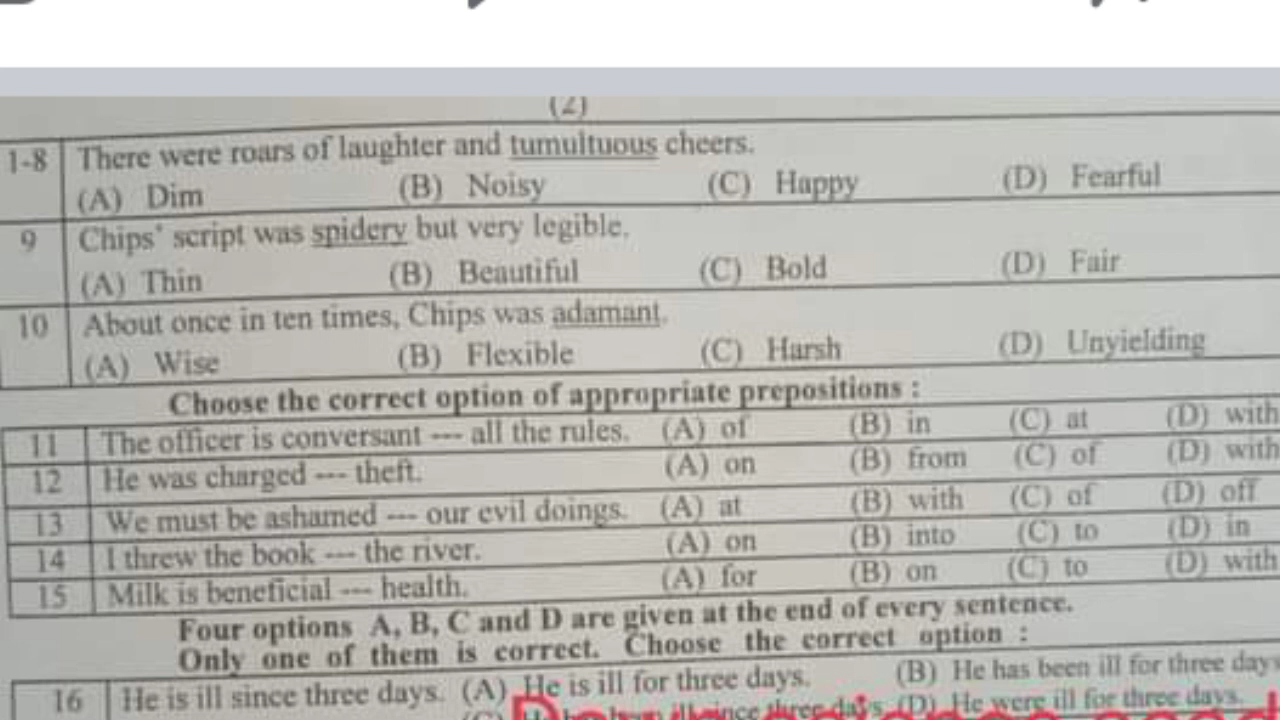 (2)
1-8 There were roars of laughter and tumultuous cheers.
(A) Dim (B) Noisy (C) Happy (D) Fearful
9 Chips' script was spidery but very legible.
(A) Thin (B) Beautiful (C) Bold (D) Fair
10 About once in ten times, Chips was adamant.
(A) Wise (B) Flexible (C) Harsh (D) Unyielding
Choose the correct option of appropriate prepositions :
11 The officer is conversant --- all the rules. (A) of (B) in (C) at (D) with
12 He was charged --- theft. (A) on (B) from (C) of (D) with
13 We must be ashamed --- our evil doings. (A) at (B) with (C) of (D) off
14 I threw the book --- the river. (A) on (B) into (C) to (D) in
15 Milk is beneficial --- health. (A) for (B) on (C) to (D) with
Four options A, B, C and D are given at the end of every sentence.
Only one of them is correct. Choose the correct option :
16 He is ill since three days. (A) He is ill for three days. (B) He has been ill for three days
since three days (D) He were ill for three days.